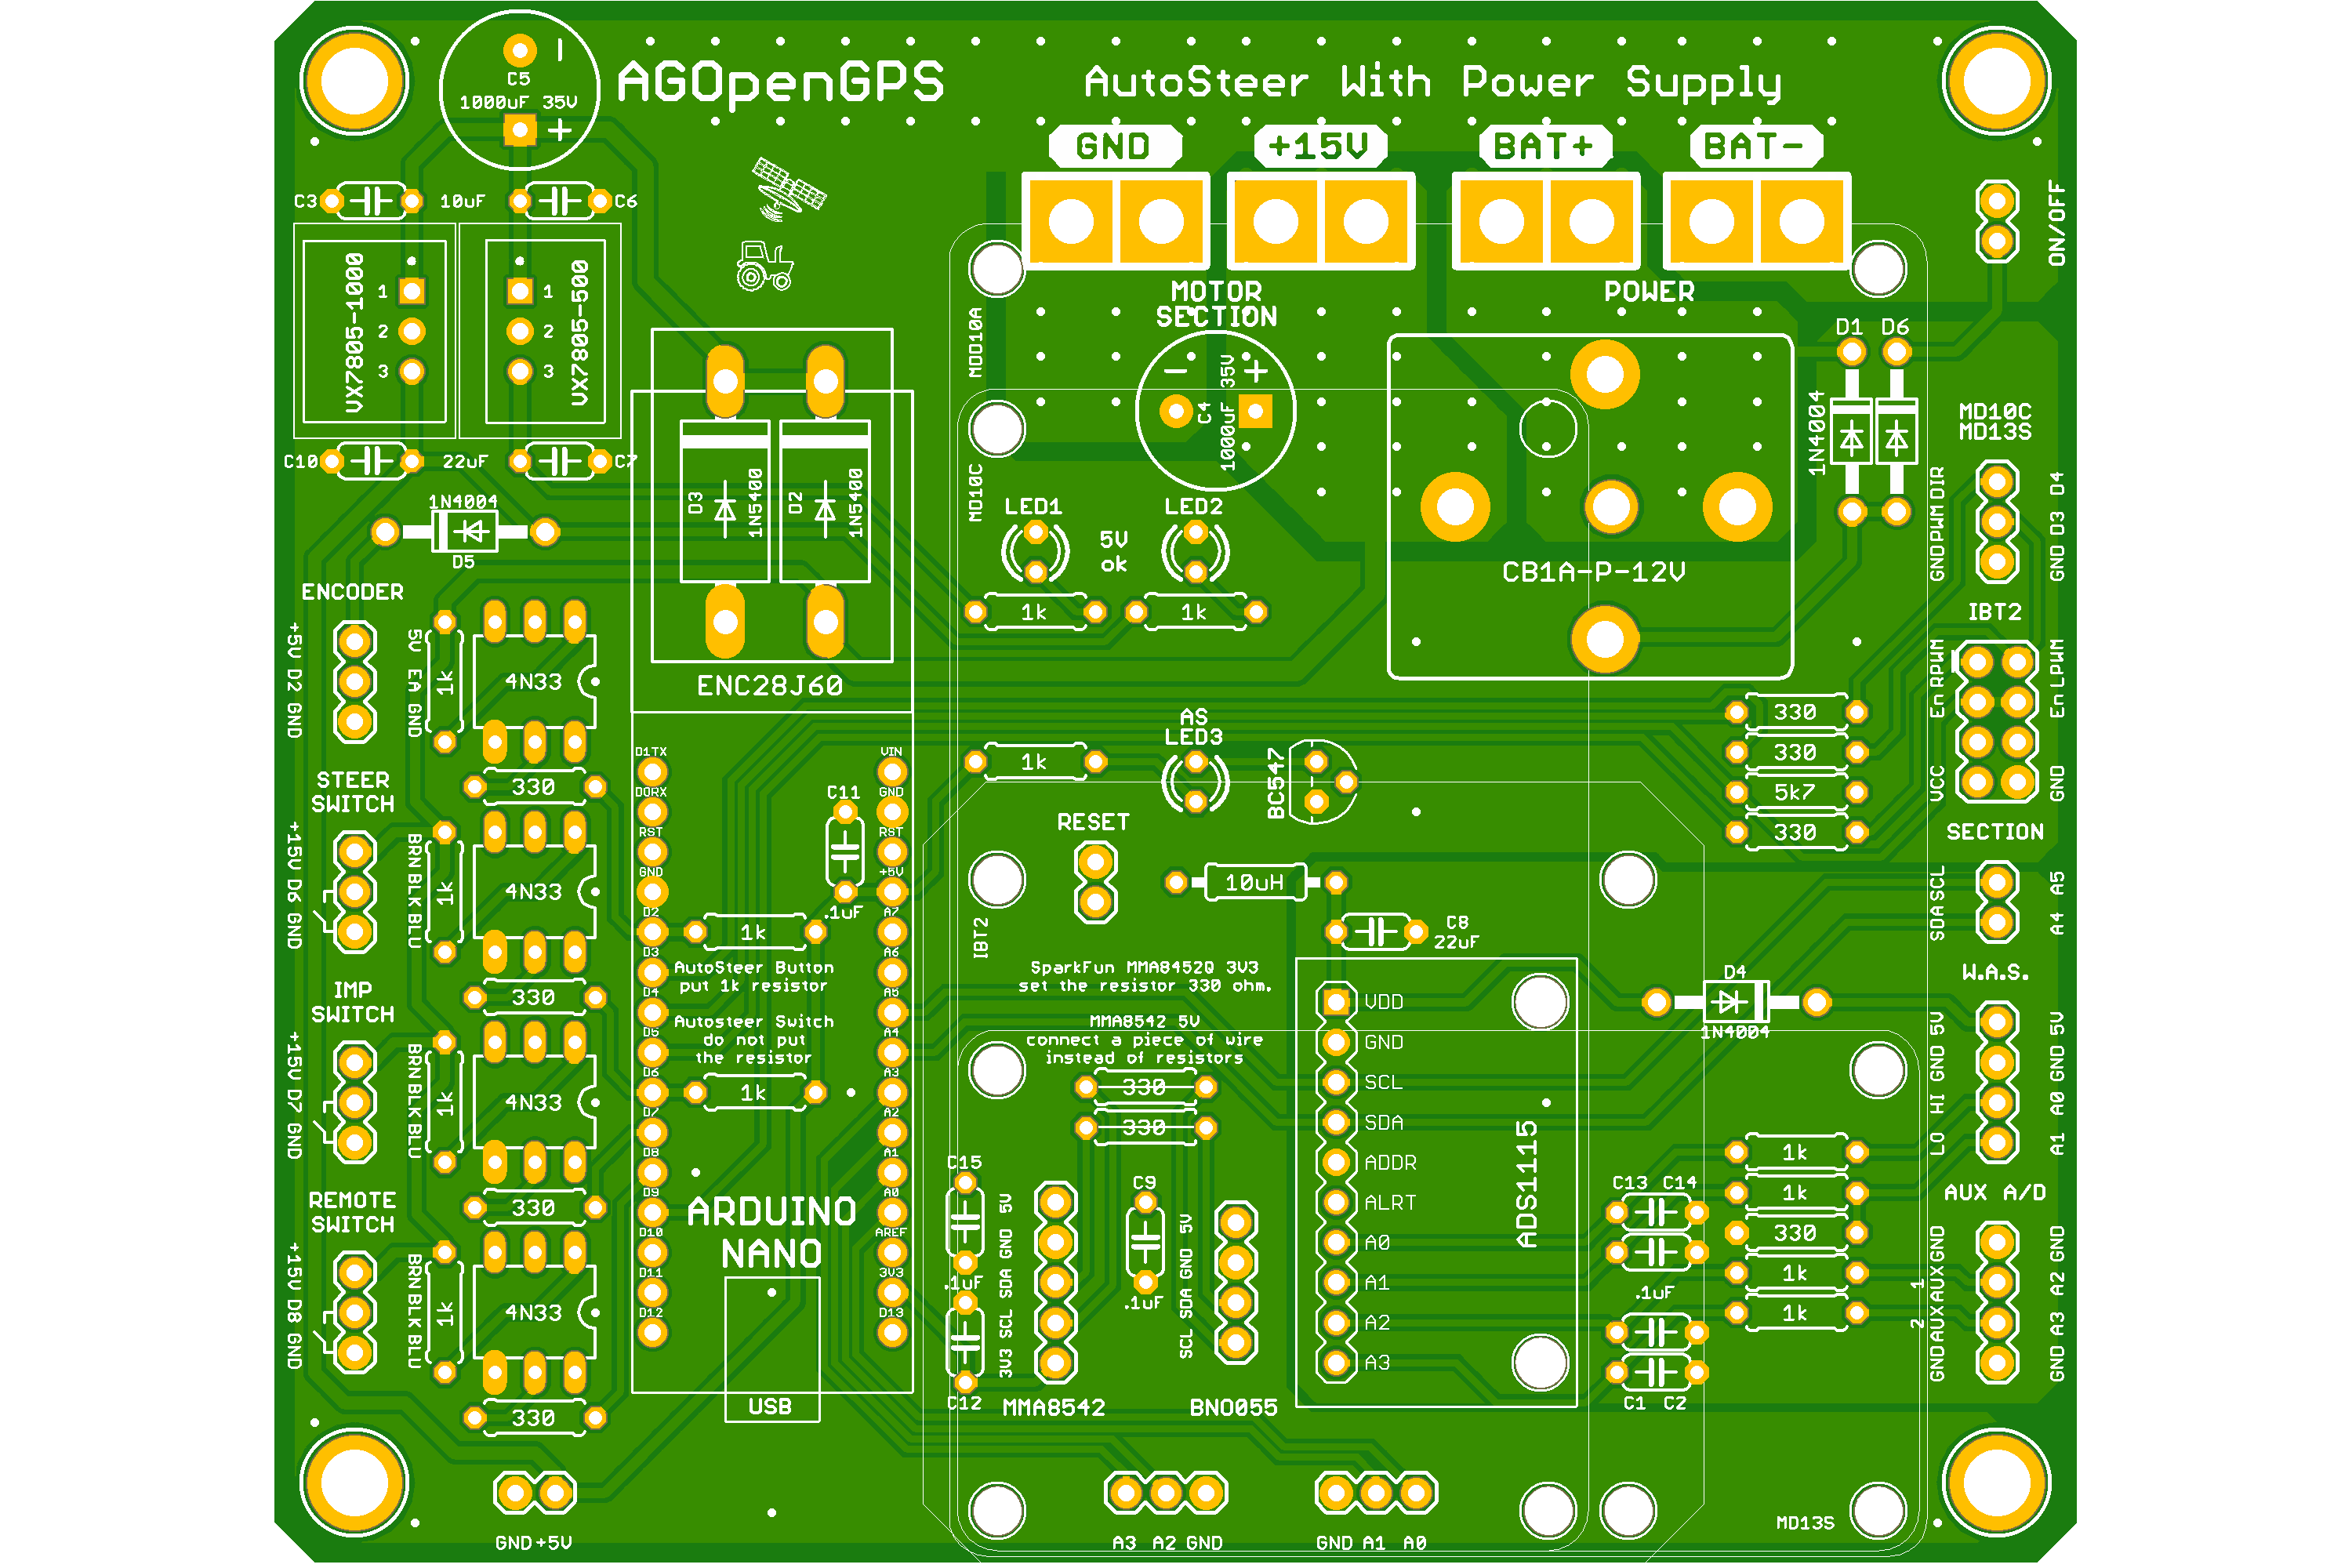 AGOpenGPS
AutoSteer With Power Supply
C5
1000uF 35V
GND
+15V
BAT+
BAT-
C3
10uF
C6
ON/OFF
VX7805-1000
1
2
3
VX7805-500
1
2
3
MOTOR
SECTION
POWER
MDD10A
D1
D6
C4
1000uF 35V
1N4004
MD10C
MD13S
C10
22uF
C7
D3
1N5400
D2
1N5400
MD10C
1N4004
D5
LED1
LED2
5V
ok
1k
1k
CB1A-P-12V
GND PWM DIR
GND D3 D4
ENCODER
+5V D2 GND
5V EA GND
1k
4N33
330
ENC28J60
IBT2
RPWM
LPWM
En
En
VCC
GND
330
330
5k7
330
AS
LED3
1k
BC547
STEER
SWITCH
+15V D6 GND
BRN BLK BLU
1k
4N33
330
C11
.1uF
RESET
10uH
C8
22uF
IBT2
SECTION
SDA SCL
A4 A5
D1TX
D0RX
RST
GND
D2
D3
D4
D5
D6
D7
D8
D9
D10
D11
D12
VIN
GND
RST
+5V
A7
A6
A5
A4
A3
A2
A1
A0
AREF
3V3
D13
1k
AutoSteer Button
put 1k resistor
Autosteer Switch
do not put
the resistor
1k
SparkFun MMA8452Q 3V3
set the resistor 330 ohm.
MMA8542 5V
connect a piece of wire
instead of resistors
330
330
D4
1N4004
W.A.S.
LO HI GND 5V
A1 A0 GND 5V
IMP
SWITCH
+15V D7 GND
BRN BLK BLU
1k
4N33
330
VDD
GND
SCL
SDA
ADDR
ALRT
A0
A1
A2
A3
ADS1115
1k
1k
330
1k
1k
C13 C14
.1uF
C1 C2
AUX A/D
GND AUX AUX GND
2 1
GND A3 A2 GND
REMOTE
SWITCH
+15V D8 GND
BRN BLK BLU
1k
4N33
330
ARDUINO
NANO
USB
C15
.1uF
C12
3V3 SCL SDA GND 5V
MMA8542
C9
.1uF
SCL SDA GND 5V
BNO055
GND +5V
A3 A2 GND
GND A1 A0
MD13S